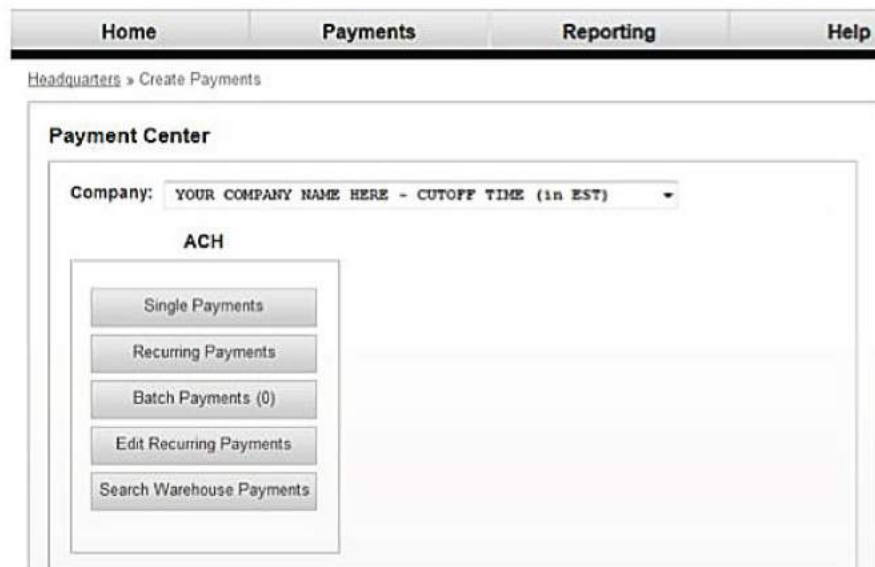 Home Payments Reporting Help
Headquarters » Create Payments
Payment Center
Company: YOUR COMPANY NAME HERE - CUTOFF TIME (in EST)
ACH
Single Payments
Recurring Payments
Batch Payments (0)
Edit Recurring Payments
Search Warehouse Payments